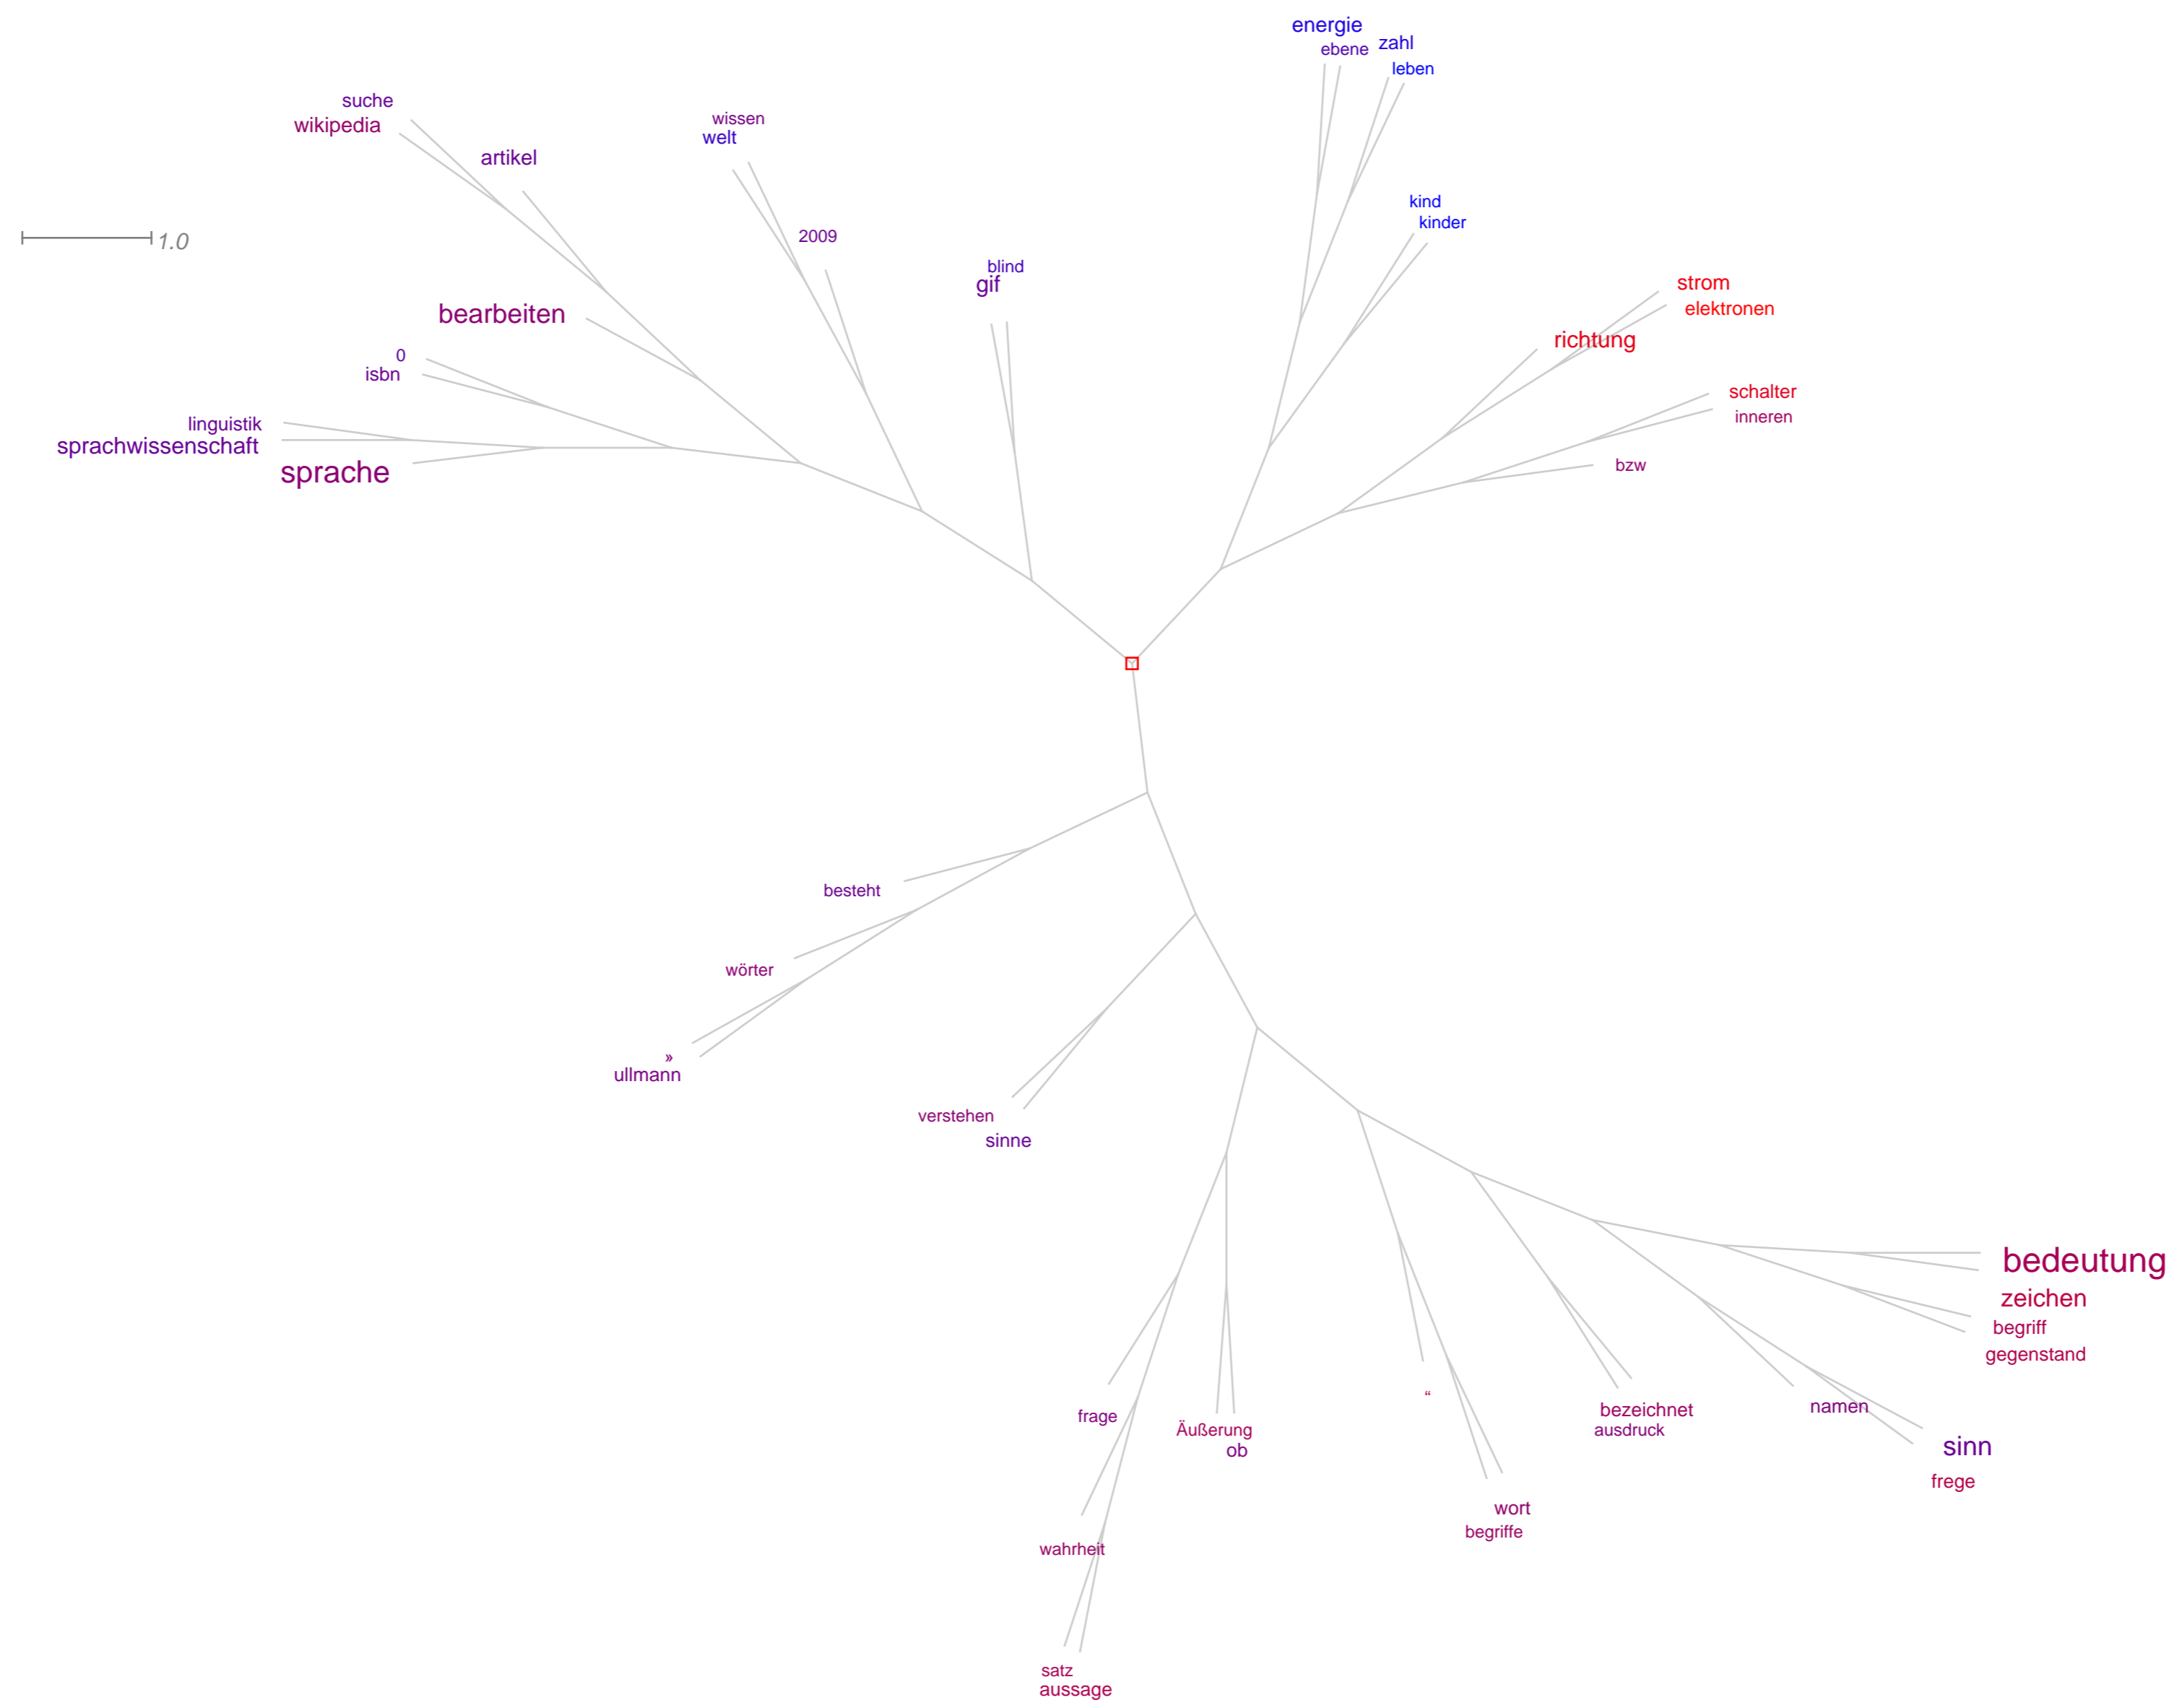 energie
ebene
zahl
leben
suche
wikipedia
artikel
wissen
welt
kind
kinder
2009
1.0
blind
gif
strom
elektronen
bearbeiten
richtung
0
isbn
schalter
inneren
linguistik
sprachwissenschaft
sprache
bzw
besteht
wörter
»
ullmann
verstehen
sinne
bedeutung
zeichen
begriff
gegenstand
frage
“
Äußerung
ob
bezeichnet
ausdruck
namen
sinn
frege
wort
begriffe
wahrheit
satz
aussage